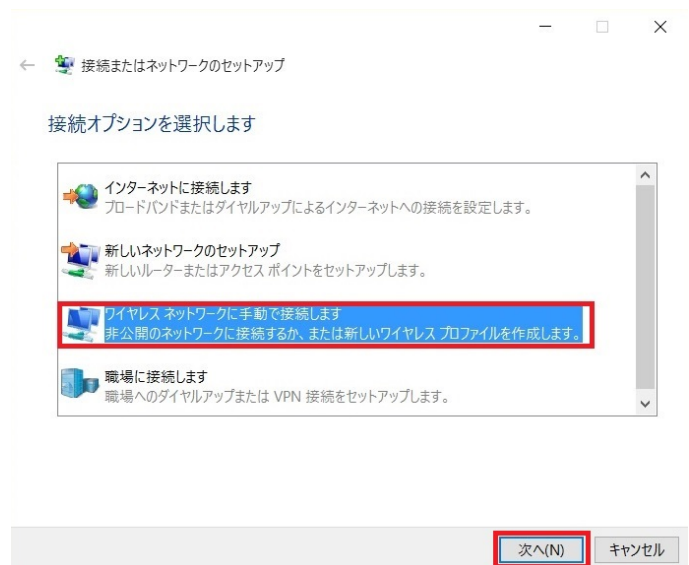 接続またはネットワークのセットアップ
接続オプションを選択します
インターネットに接続します
ブロードバンドまたはダイヤルアップによるインターネットへの接続を設定します。
新しいネットワークのセットアップ
新しいルーターまたはアクセス ポイントをセットアップします。
ワイヤレス ネットワークに手動で接続します
非公開のネットワークに接続するか、または新しいワイヤレス プロファイルを作成します。
職場に接続します
職場へのダイヤルアップまたは VPN 接続をセットアップします。
次へ(N) キャンセル